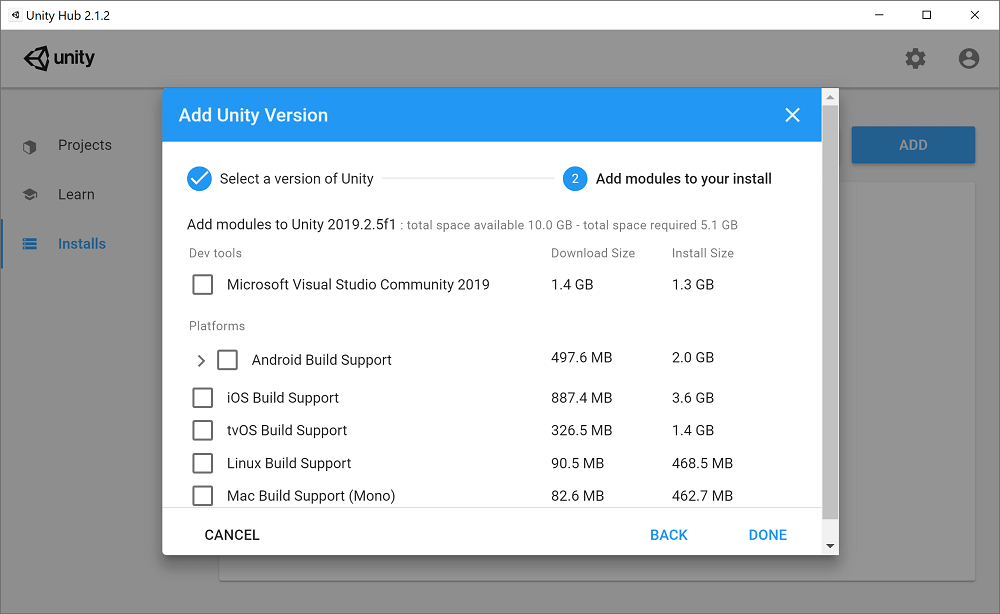 Unity Hub 2.1.2
unity
Add Unity Version
Projects
Learn
Installs
ADD
Select a version of Unity
2 Add modules to your install
Add modules to Unity 2019.2.5f1 : total space available 10.0 GB - total space required 5.1 GB
Dev tools Download Size Install Size
Microsoft Visual Studio Community 2019 1.4 GB 1.3 GB
Platforms
Android Build Support 497.6 MB 2.0 GB
iOS Build Support 887.4 MB 3.6 GB
tvOS Build Support 326.5 MB 1.4 GB
Linux Build Support 90.5 MB 468.5 MB
Mac Build Support (Mono) 82.6 MB 462.7 MB
CANCEL BACK DONE